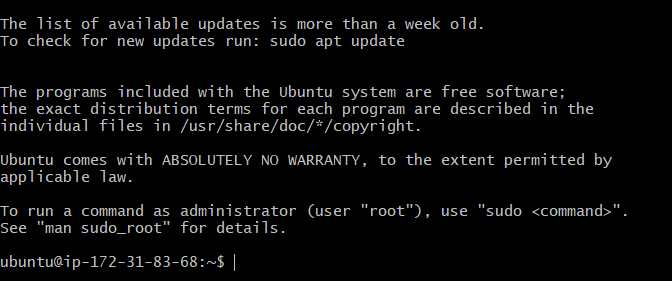 The list of available updates is more than a week old.
To check for new updates run: sudo apt update
The programs included with the Ubuntu system are free software;
the exact distribution terms for each program are described in the
individual files in /usr/share/doc/*/copyright.
Ubuntu comes with ABSOLUTELY NO WARRANTY, to the extent permitted by
applicable law.
To run a command as administrator (user "root"), use "sudo <command>".
See "man sudo_root" for details.
ubuntu@ip-172-31-83-68:~$